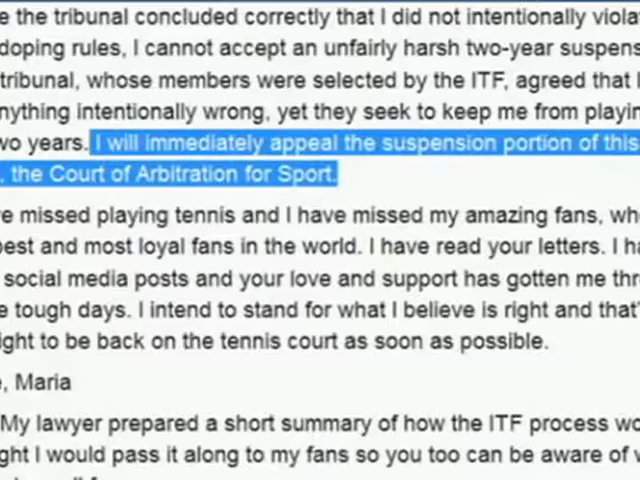 e the tribunal concluded correctly that I did not intentionally viola
doping rules, I cannot accept an unfairly harsh two-year suspens
tribunal, whose members were selected by the ITF, agreed that I
nything intentionally wrong, yet they seek to keep me from playin
wo years. I will immediately appeal the suspension portion of this
. the Court of Arbitration for Sport.
e missed playing tennis and I have missed my amazing fans, wh
best and most loyal fans in the world. I have read your letters. I ha
social media posts and your love and support has gotten me thr
e tough days. I intend to stand for what I believe is right and that'
ight to be back on the tennis court as soon as possible.
, Maria
My lawyer prepared a short summary of how the ITF process wo
ght I would pass it along to my fans so you too can be aware of w